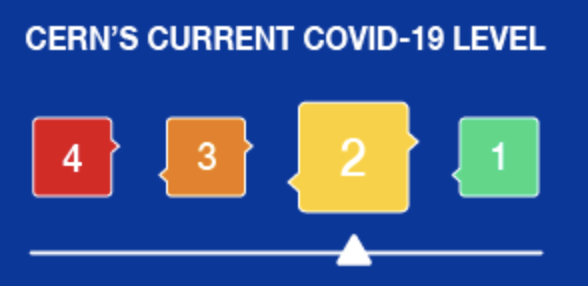 CERN'S CURRENT COVID-19 LEVEL
4 3 2 1